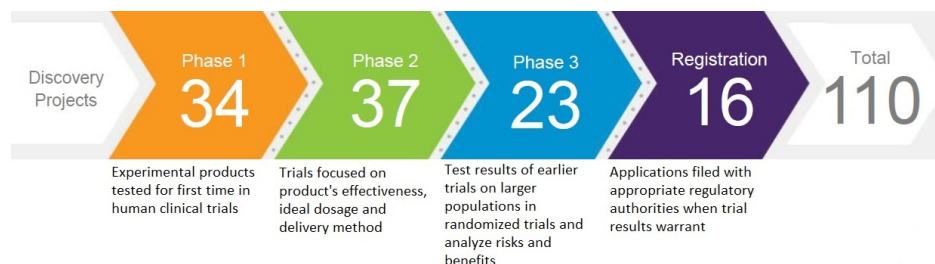 Discovery
Projects
Phase 1
34
Phase 2
37
Phase 3
23
Registration
16
Total
110
Experimental products
tested for first time in
human clinical trials
Trials focused on
product's effectiveness,
ideal dosage and
delivery method
Test results of earlier
trials on larger
populations in
randomized trials and
analyze risks and
benefits
Applications filed with
appropriate regulatory
authorities when trial
results warrant